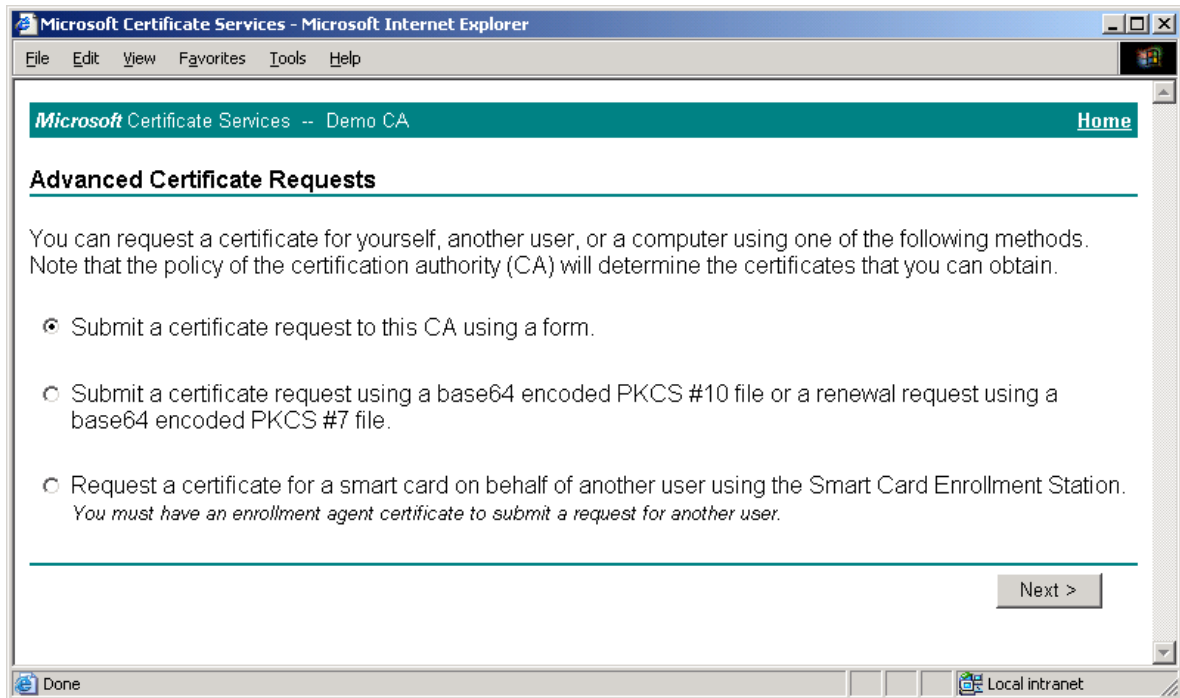 Microsoft Certificate Services - Microsoft Internet Explorer
File Edit View Favorites Tools Help
Microsoft Certificate Services -- Demo CA Home
Advanced Certificate Requests
You can request a certificate for yourself, another user, or a computer using one of the following methods.
Note that the policy of the certification authority (CA) will determine the certificates that you can obtain.
Submit a certificate request to this CA using a form.
Submit a certificate request using a base64 encoded PKCS #10 file or a renewal request using a
base64 encoded PKCS #7 file.
Request a certificate for a smart card on behalf of another user using the Smart Card Enrollment Station.
You must have an enrollment agent certificate to submit a request for another user.
Next >
Done Local intranet